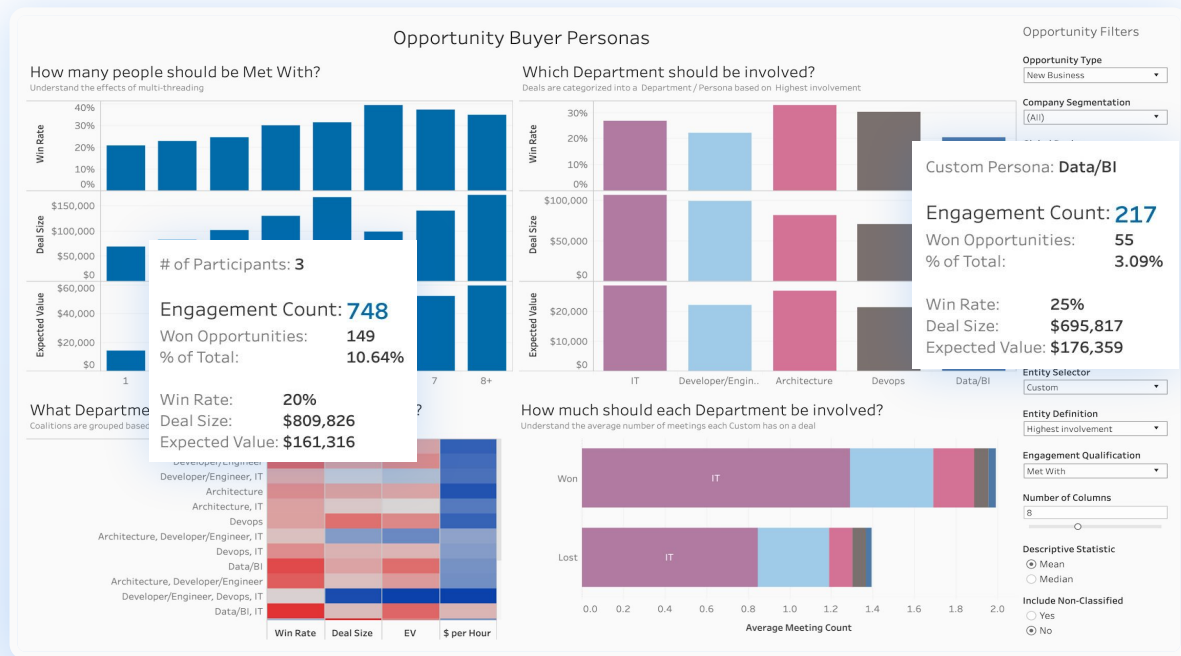 Opportunity Buyer Personas
How many people should be Met With?
Understand the effects of multi-threading
Win Rate
40%
30%
10%
0%
Deal Size
$150,000
$100,000
$50,000
$0
Expected Value
$60,000
$40,000
$20,000
$0
1
7
8+
# of Participants: 3
Engagement Count: 748
Won Opportunities: 149
% of Total: 10.64%
Win Rate: 20%
Deal Size: $809,826
Expected Value: $161,316
Which Department should be involved?
Deals are categorized into a Department / Persona based on Highest involvement
Win Rate
30%
20%
10%
0%
Deal Size
$100,000
$50,000
$0
Expected Value
$20,000
$10,000
$0
IT
Developer/Engin..
Architecture
Devops
Data/BI
Custom Persona: Data/BI
Engagement Count: 217
Won Opportunities: 55
% of Total: 3.09%
Win Rate: 25%
Deal Size: $695,817
Expected Value: $176,359
What Departme
?
Coalitions are grouped based
Developer/Engineer
Developer/Engineer, IT
Architecture
Architecture, IT
Devops
Architecture, Developer/Engineer, IT
Devops, IT
Data/BI
Architecture, Developer/Engineer
Developer/Engineer, Devops, IT
Data/BI, IT
Win Rate
Deal Size
EV
$ per Hour
How much should each Department be involved?
Understand the average number of meetings each Custom has on a deal
Won
IT
Lost
IT
0.0 0.2 0.4 0.6 0.8 1.0 1.2 1.4 1.6 1.8 2.0
Average Meeting Count
Opportunity Filters
Opportunity Type
New Business
Company Segmentation
(All)
Entity Selector
Custom
Entity Definition
Highest involvement
Engagement Qualification
Met With
Number of Columns
8
Descriptive Statistic
Mean
Median
Include Non-Classified
Yes
No